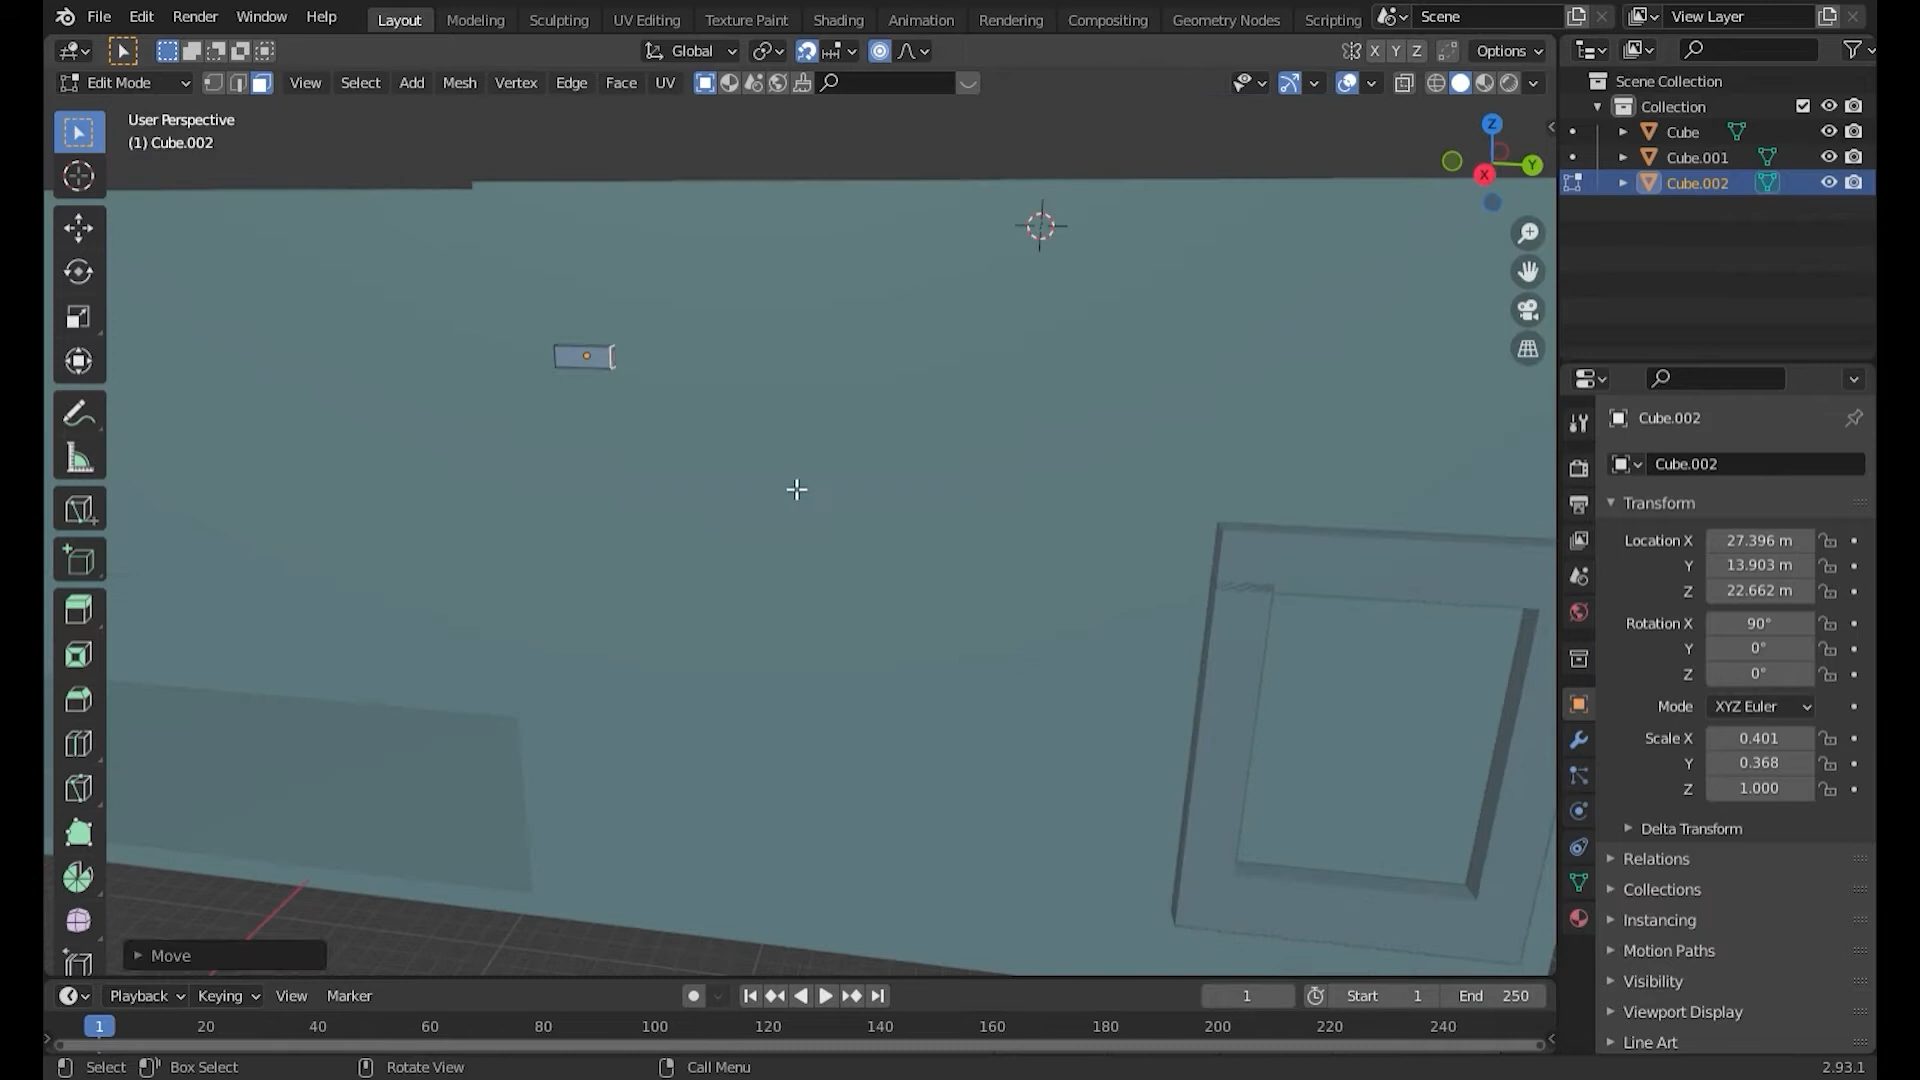 File Edit Render Window Help Layout Modeling Sculpting UV Editing Texture Paint Shading Animation Rendering Compositing Geometry Nodes Scripting Scene View Layer
Global X Y Z Options
Edit Mode View Select Add Mesh Vertex Edge Face UV
Scene Collection
Collection
Cube
Cube.001
Cube.002
User Perspective
(1) Cube.002
Z
Y
X
Cube.002
Cube.002
Transform
Location X 27.396 m
Y 13.903 m
Z 22.662 m
Rotation X 90°
Y 0°
Z 0°
Mode XYZ Euler
Scale X 0.401
Y 0.368
Z 1.000
Delta Transform
Relations
Collections
Instancing
Motion Paths
Visibility
Viewport Display
Line Art
Move
Playback Keying View Marker 1 Start 1 End 250
1 20 40 60 80 100 120 140 160 180 200 220 240
Select Box Select Rotate View Call Menu 2.93.1